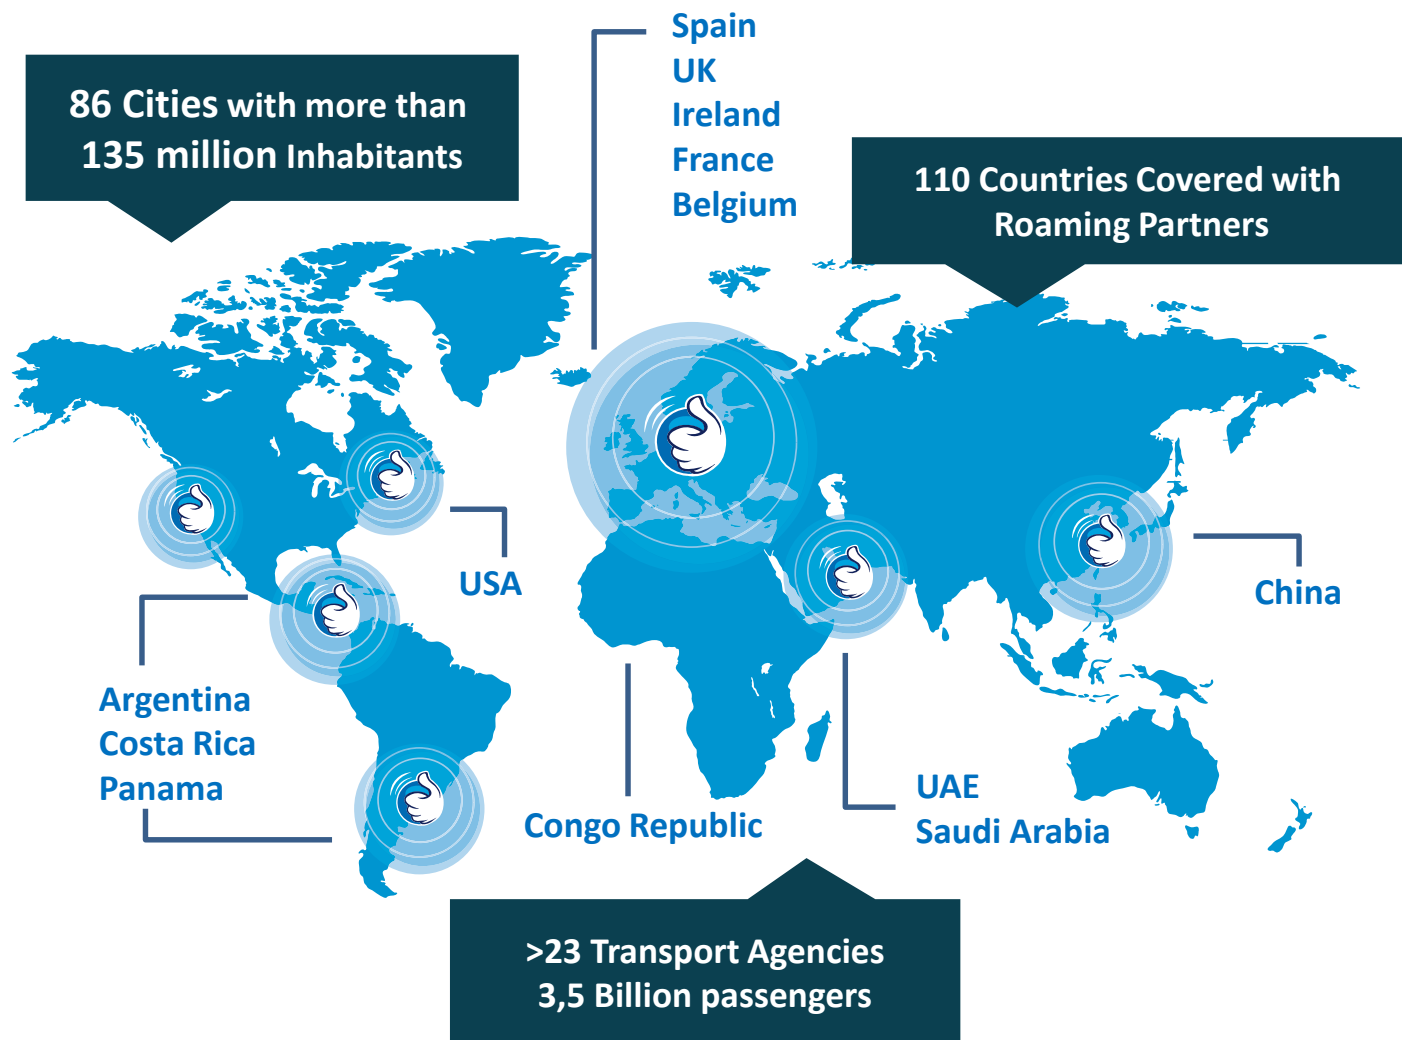 Spain
UK
Ireland
France
Belgium
86 Cities with more than
135 million Inhabitants
110 Countries Covered with
Roaming Partners
USA
China
Argentina
Costa Rica
Panama
Congo Republic
UAE
Saudi Arabia
>23 Transport Agencies
3,5 Billion passengers